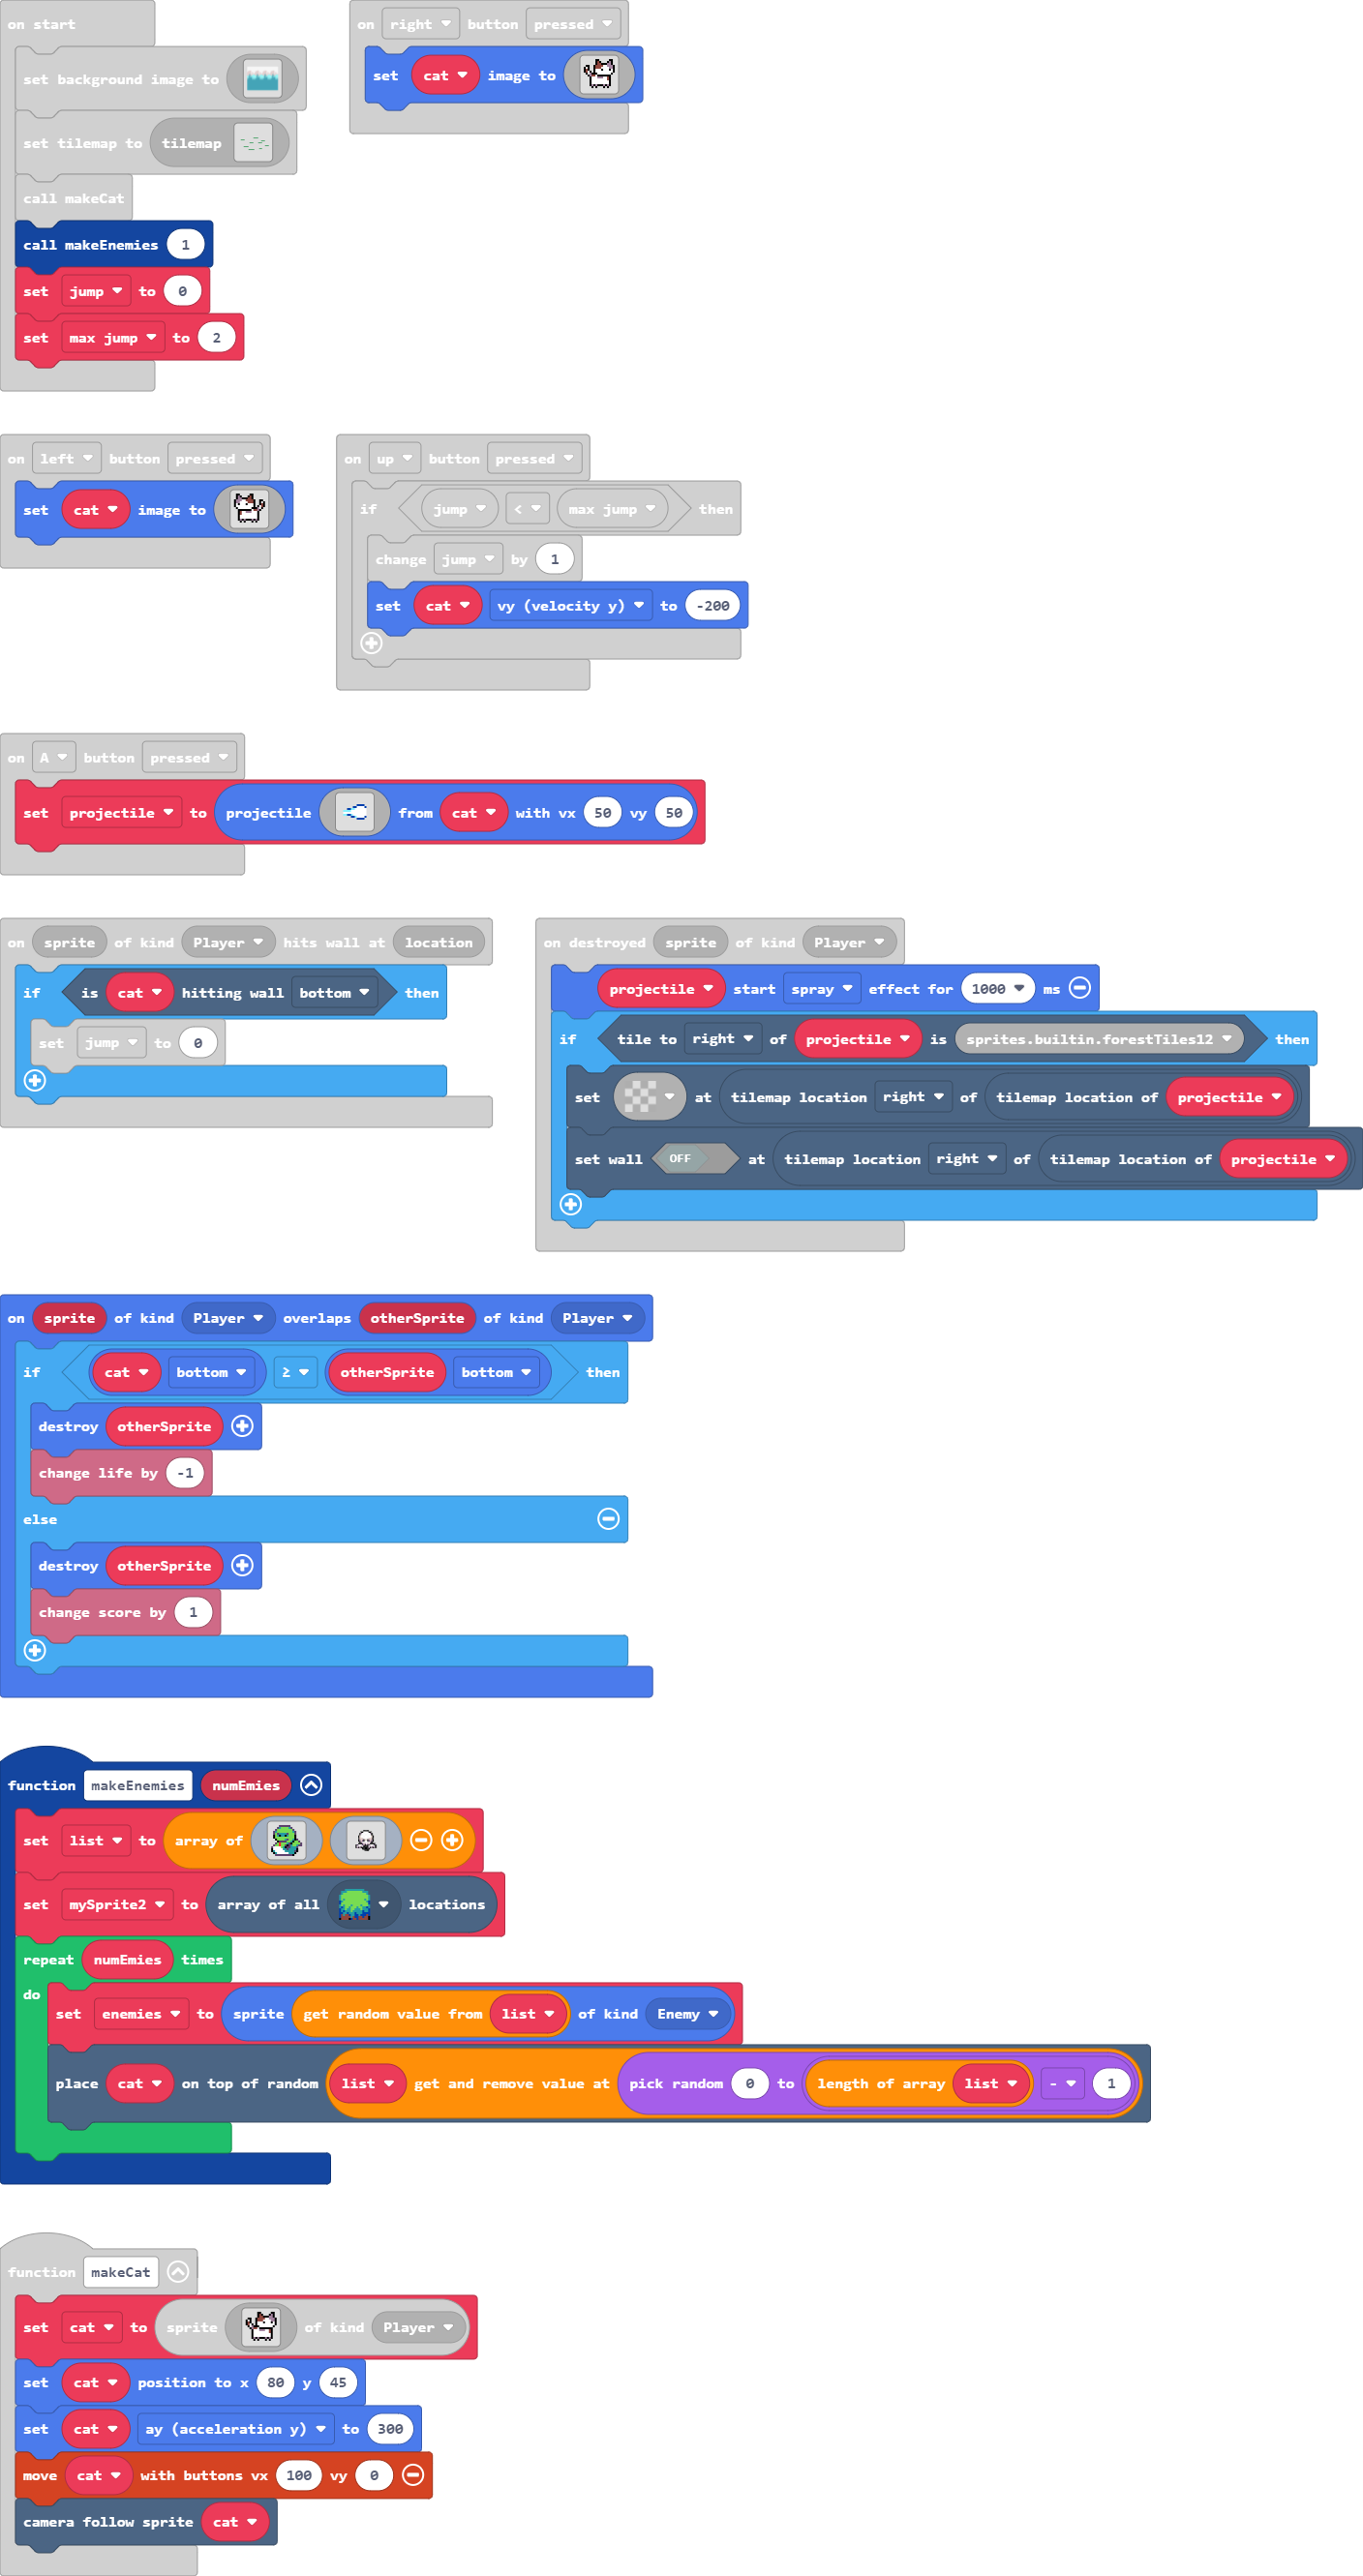 on start
set background image to
set tilemap to tilemap
call makeCat
call makeEnemies 1
set jump to 0
set max jump to 2
on right button pressed
set cat image to
on left button pressed
set cat image to
on up button pressed
if jump < max jump then
change jump by 1
set cat vy (velocity y) to -200
on A button pressed
set projectile to projectile from cat with vx 50 vy 50
on sprite of kind Player hits wall at location
if is cat hitting wall bottom then
set jump to 0
on destroyed sprite of kind Player
projectile start spray effect for 1000 ms
if tile to right of projectile is sprites.builtin.forestTiles12 then
set at tilemap location right of tilemap location of projectile
set wall OFF at tilemap location right of tilemap location of projectile
on sprite of kind Player overlaps otherSprite of kind Player
if cat bottom ≥ otherSprite bottom then
destroy otherSprite
change life by -1
else
destroy otherSprite
change score by 1
function makeEnemies numEmies
set list to array of
set mySprite2 to array of all locations
repeat numEmies times
do
set enemies to sprite get random value from list of kind Enemy
place cat on top of random list get and remove value at pick random 0 to length of array list - 1
function makeCat
set cat to sprite of kind Player
set cat position to x 80 y 45
set cat ay (acceleration y) to 300
move cat with buttons vx 100 vy 0
camera follow sprite cat